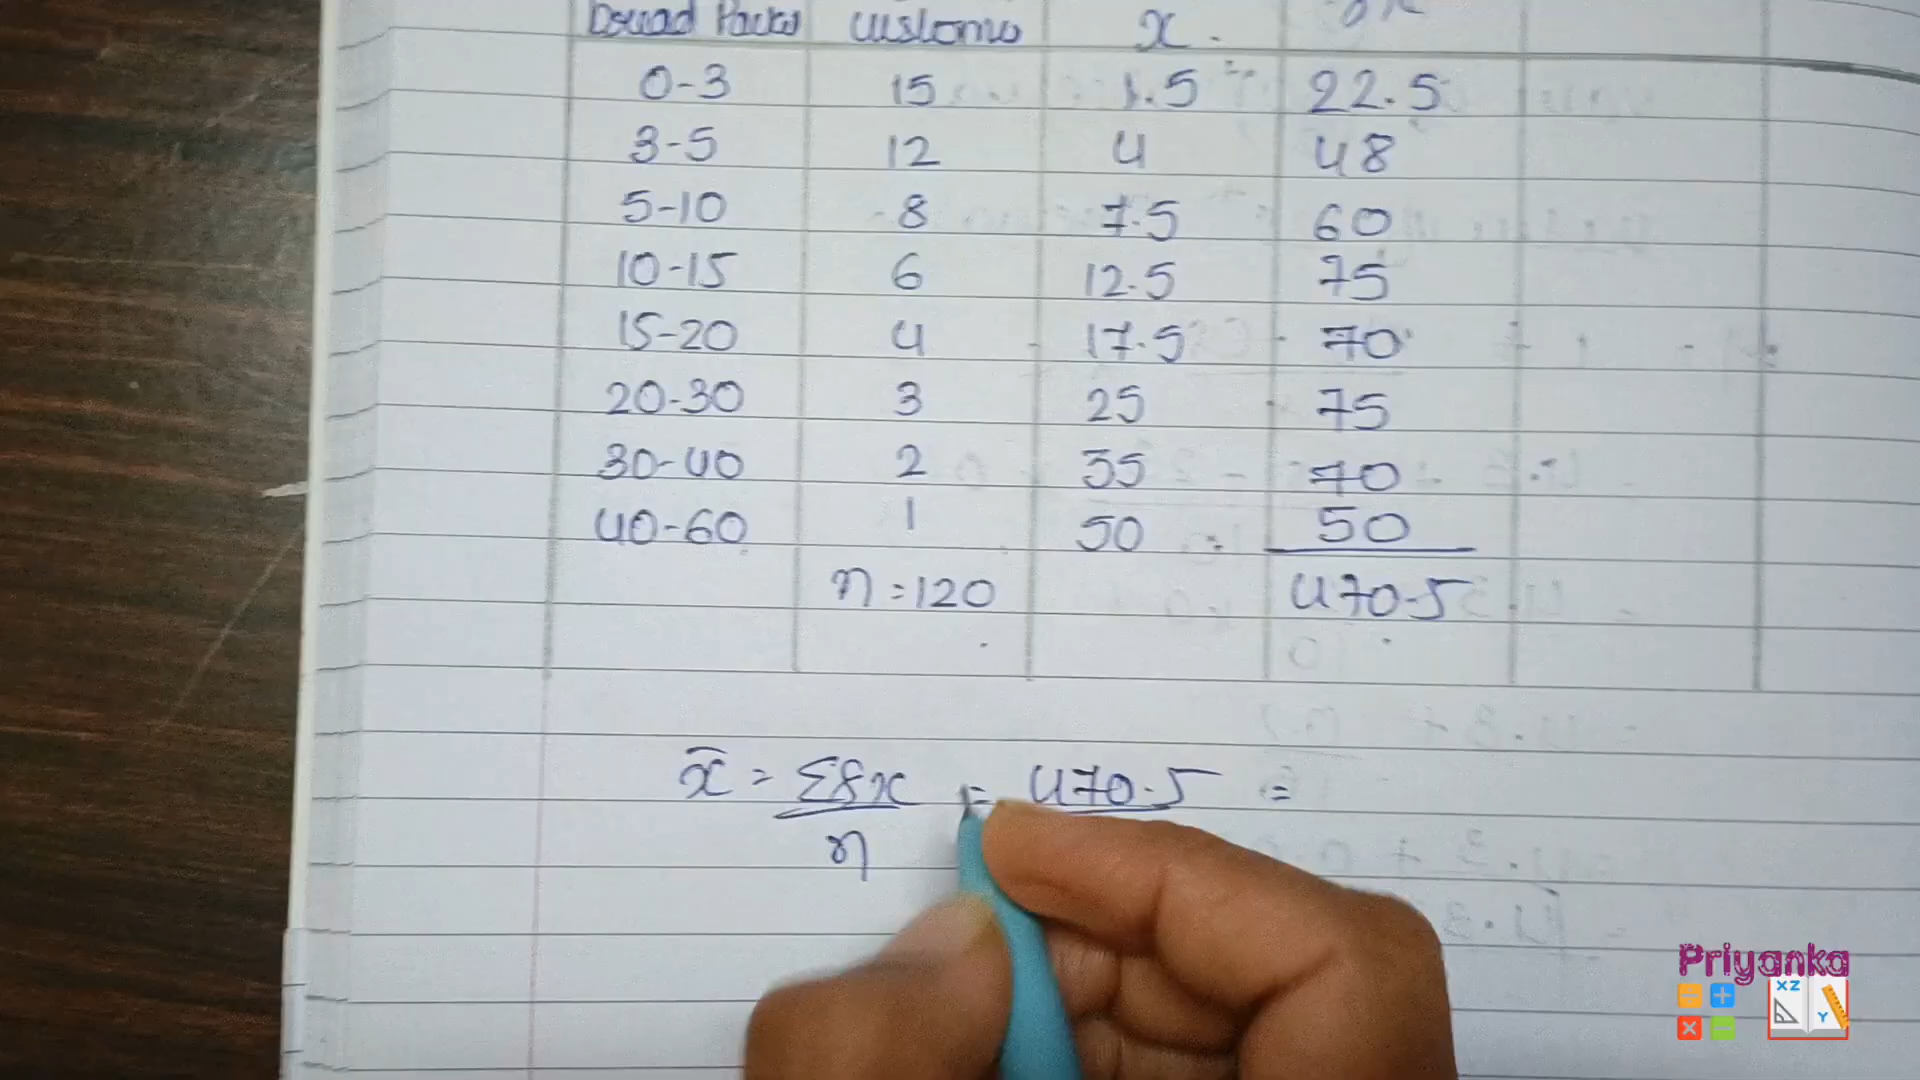 Packs customers x
0-3 15 1.5 22.5
3-5 12 4 48
5-10 8 7.5 60
10-15 6 12.5 75
15-20 4 17.5 70
20-30 3 25 75
30-40 2 35 70
40-60 1 50 50
n=120 470.5
x̄ = Σfx = 470.5 =
n
Priyanka
XZ
Y